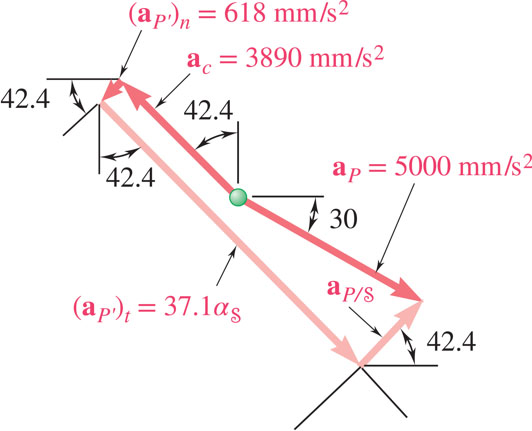 (a_P')_n = 618 mm/s²
a_c = 3890 mm/s²
42.4
42.4
42.4
a_P = 5000 mm/s²
30
(a_P')_t = 37.1α_𝕊
a_P/𝕊
42.4